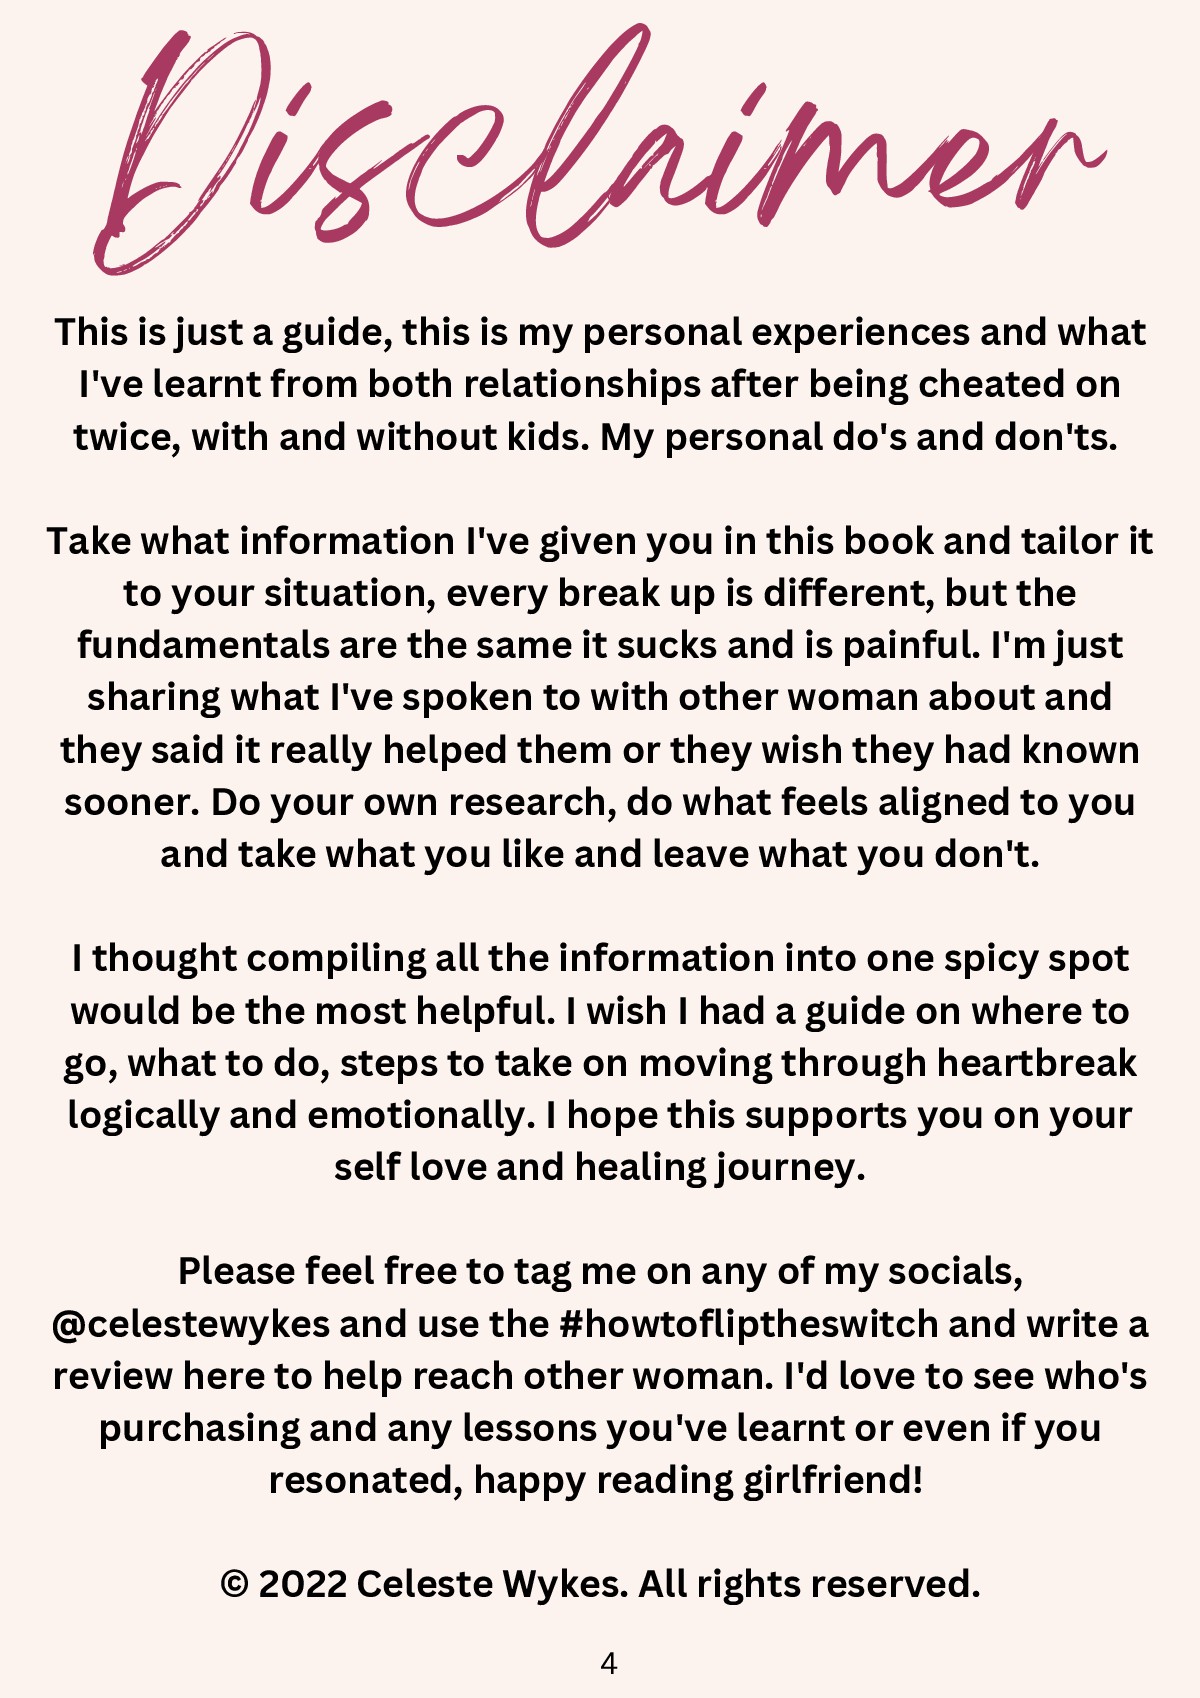 Disclaimer
This is just a guide, this is my personal experiences and what
I've learnt from both relationships after being cheated on
twice, with and without kids. My personal do's and don'ts.
Take what information I've given you in this book and tailor it
to your situation, every break up is different, but the
fundamentals are the same it sucks and is painful. I'm just
sharing what I've spoken to with other woman about and
they said it really helped them or they wish they had known
sooner. Do your own research, do what feels aligned to you
and take what you like and leave what you don't.
I thought compiling all the information into one spicy spot
would be the most helpful. I wish I had a guide on where to
go, what to do, steps to take on moving through heartbreak
logically and emotionally. I hope this supports you on your
self love and healing journey.
Please feel free to tag me on any of my socials,
@celestewykes and use the #howtofliptheswitch and write a
review here to help reach other woman. I'd love to see who's
purchasing and any lessons you've learnt or even if you
resonated, happy reading girlfriend!
© 2022 Celeste Wykes. All rights reserved.
4